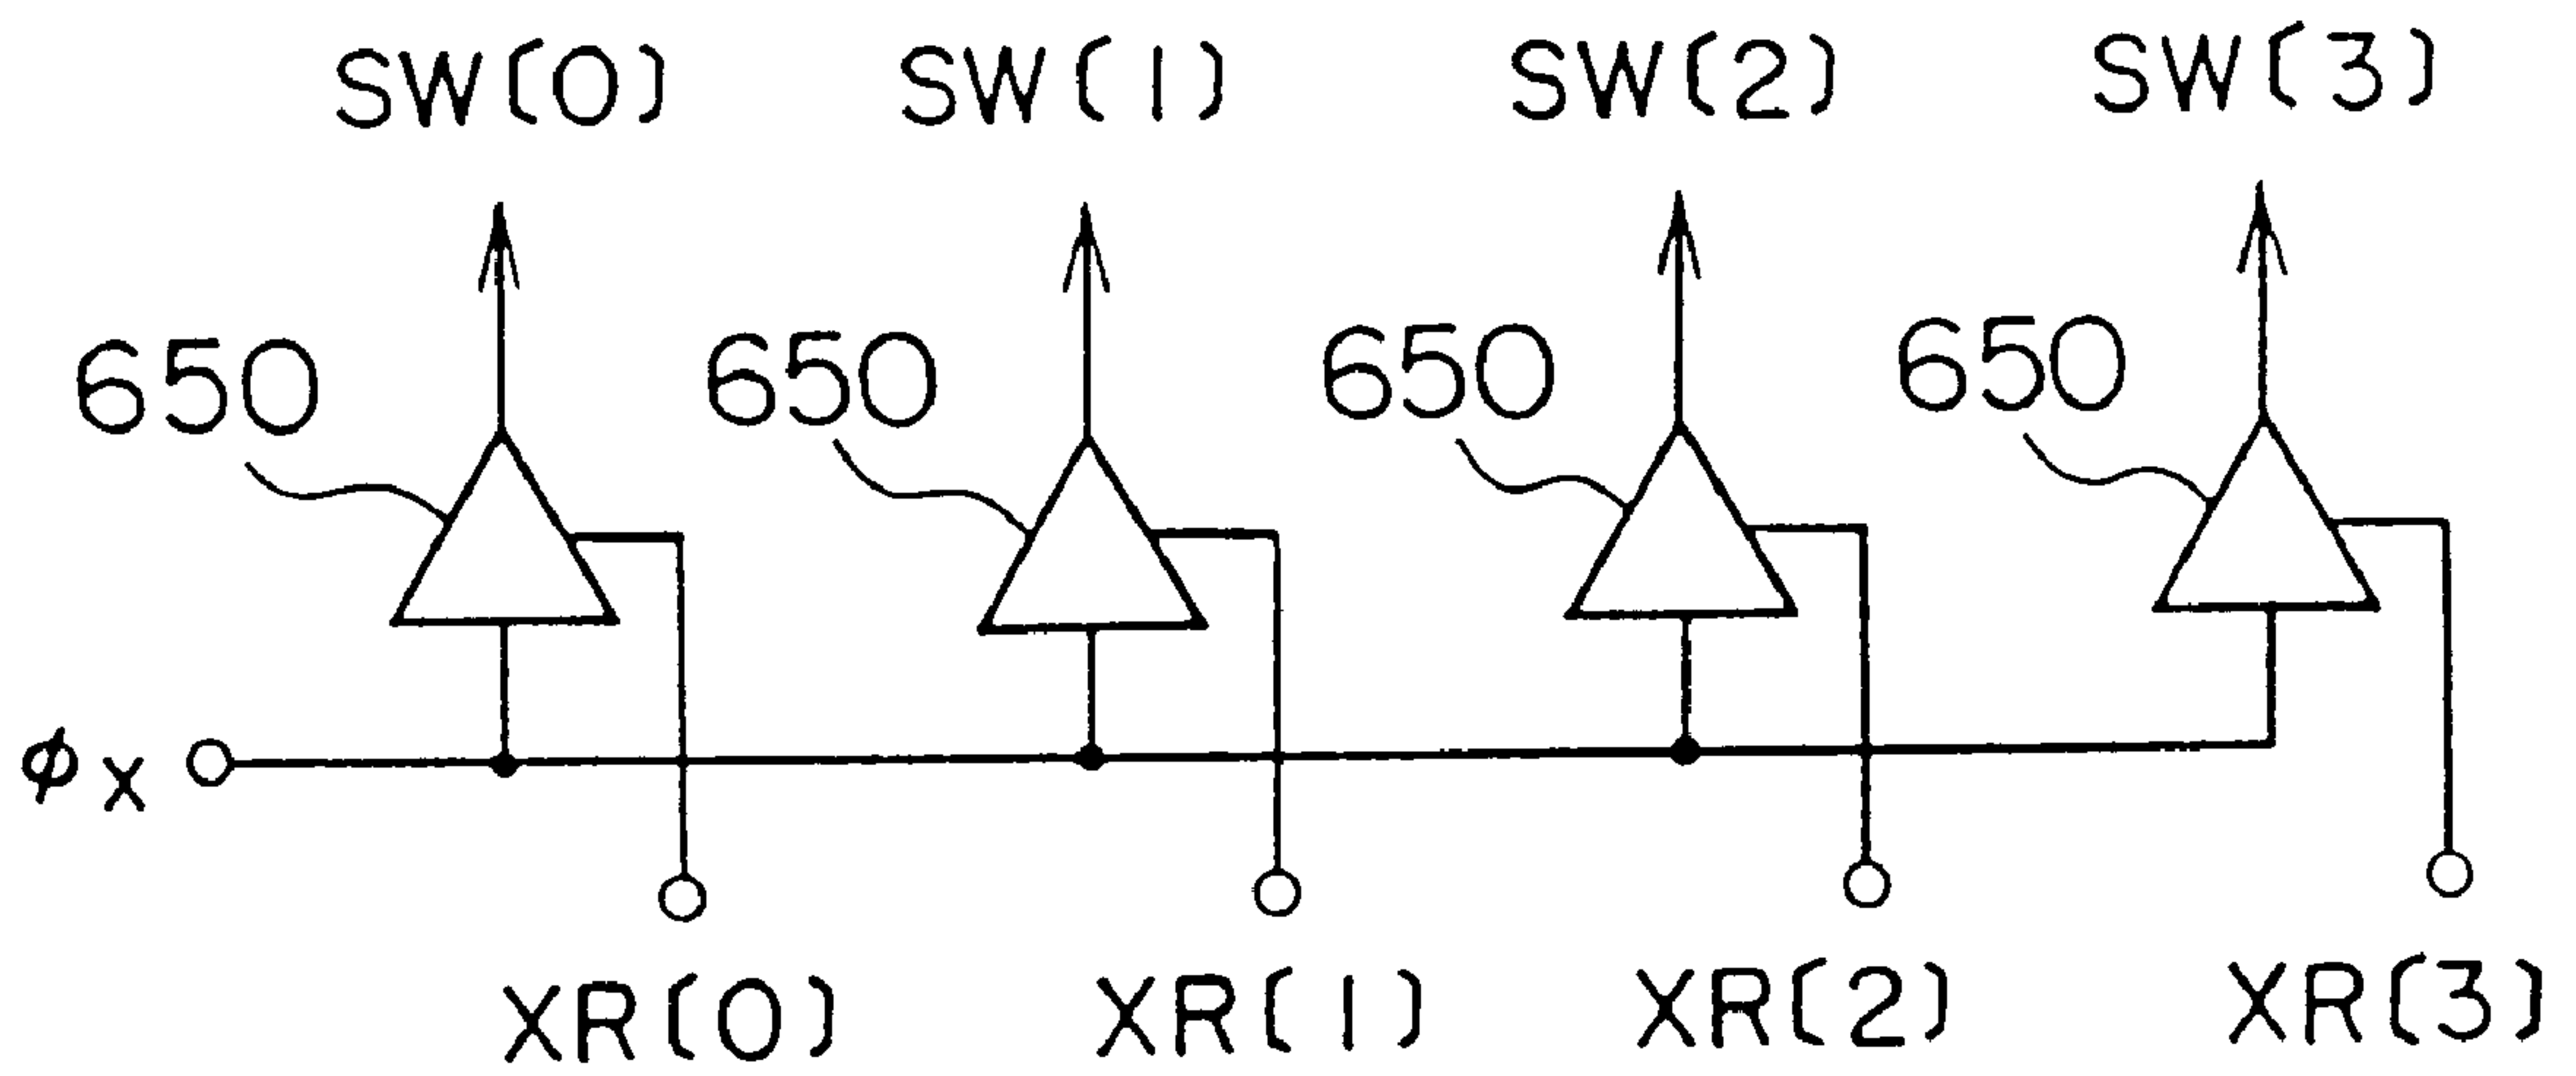 SW(0) SW(1) SW(2) SW(3)
650 650 650 650
φx
XR(0) XR(1) XR(2) XR(3)